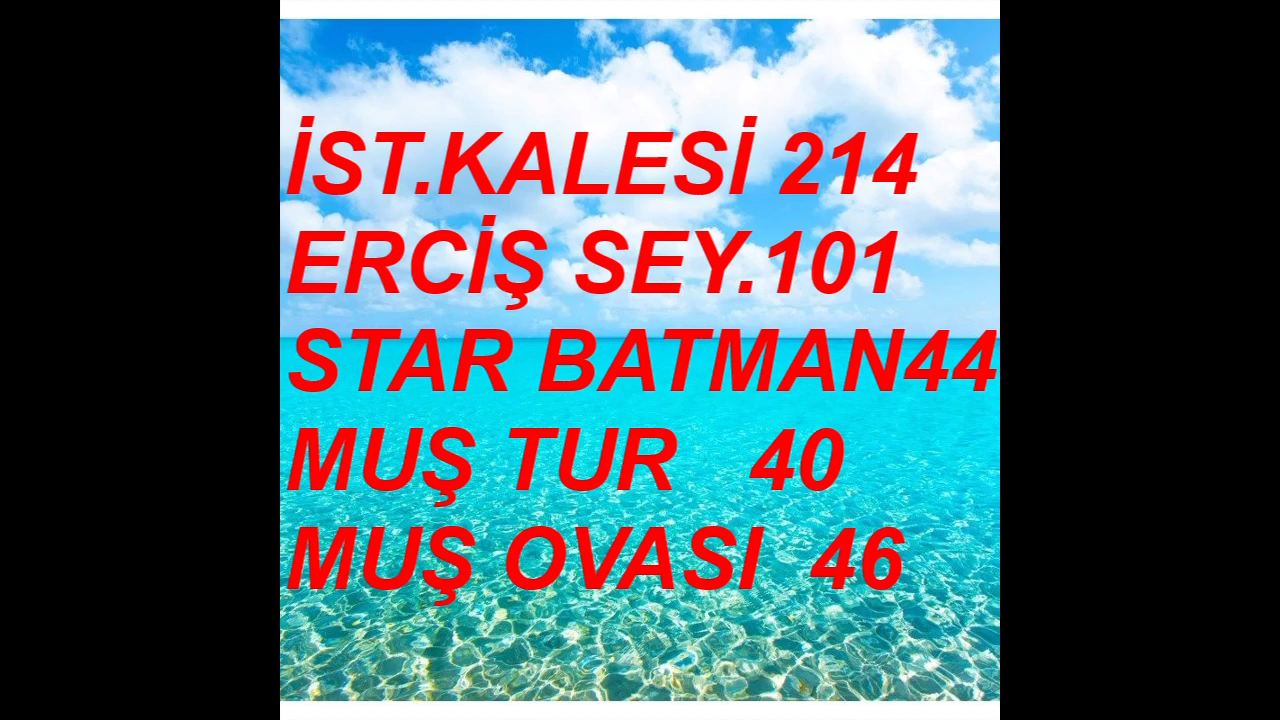 İST.KALESİ 214
ERCİŞ SEY.101
STAR BATMAN44
MUŞ TUR 40
MUŞ OVASI 46